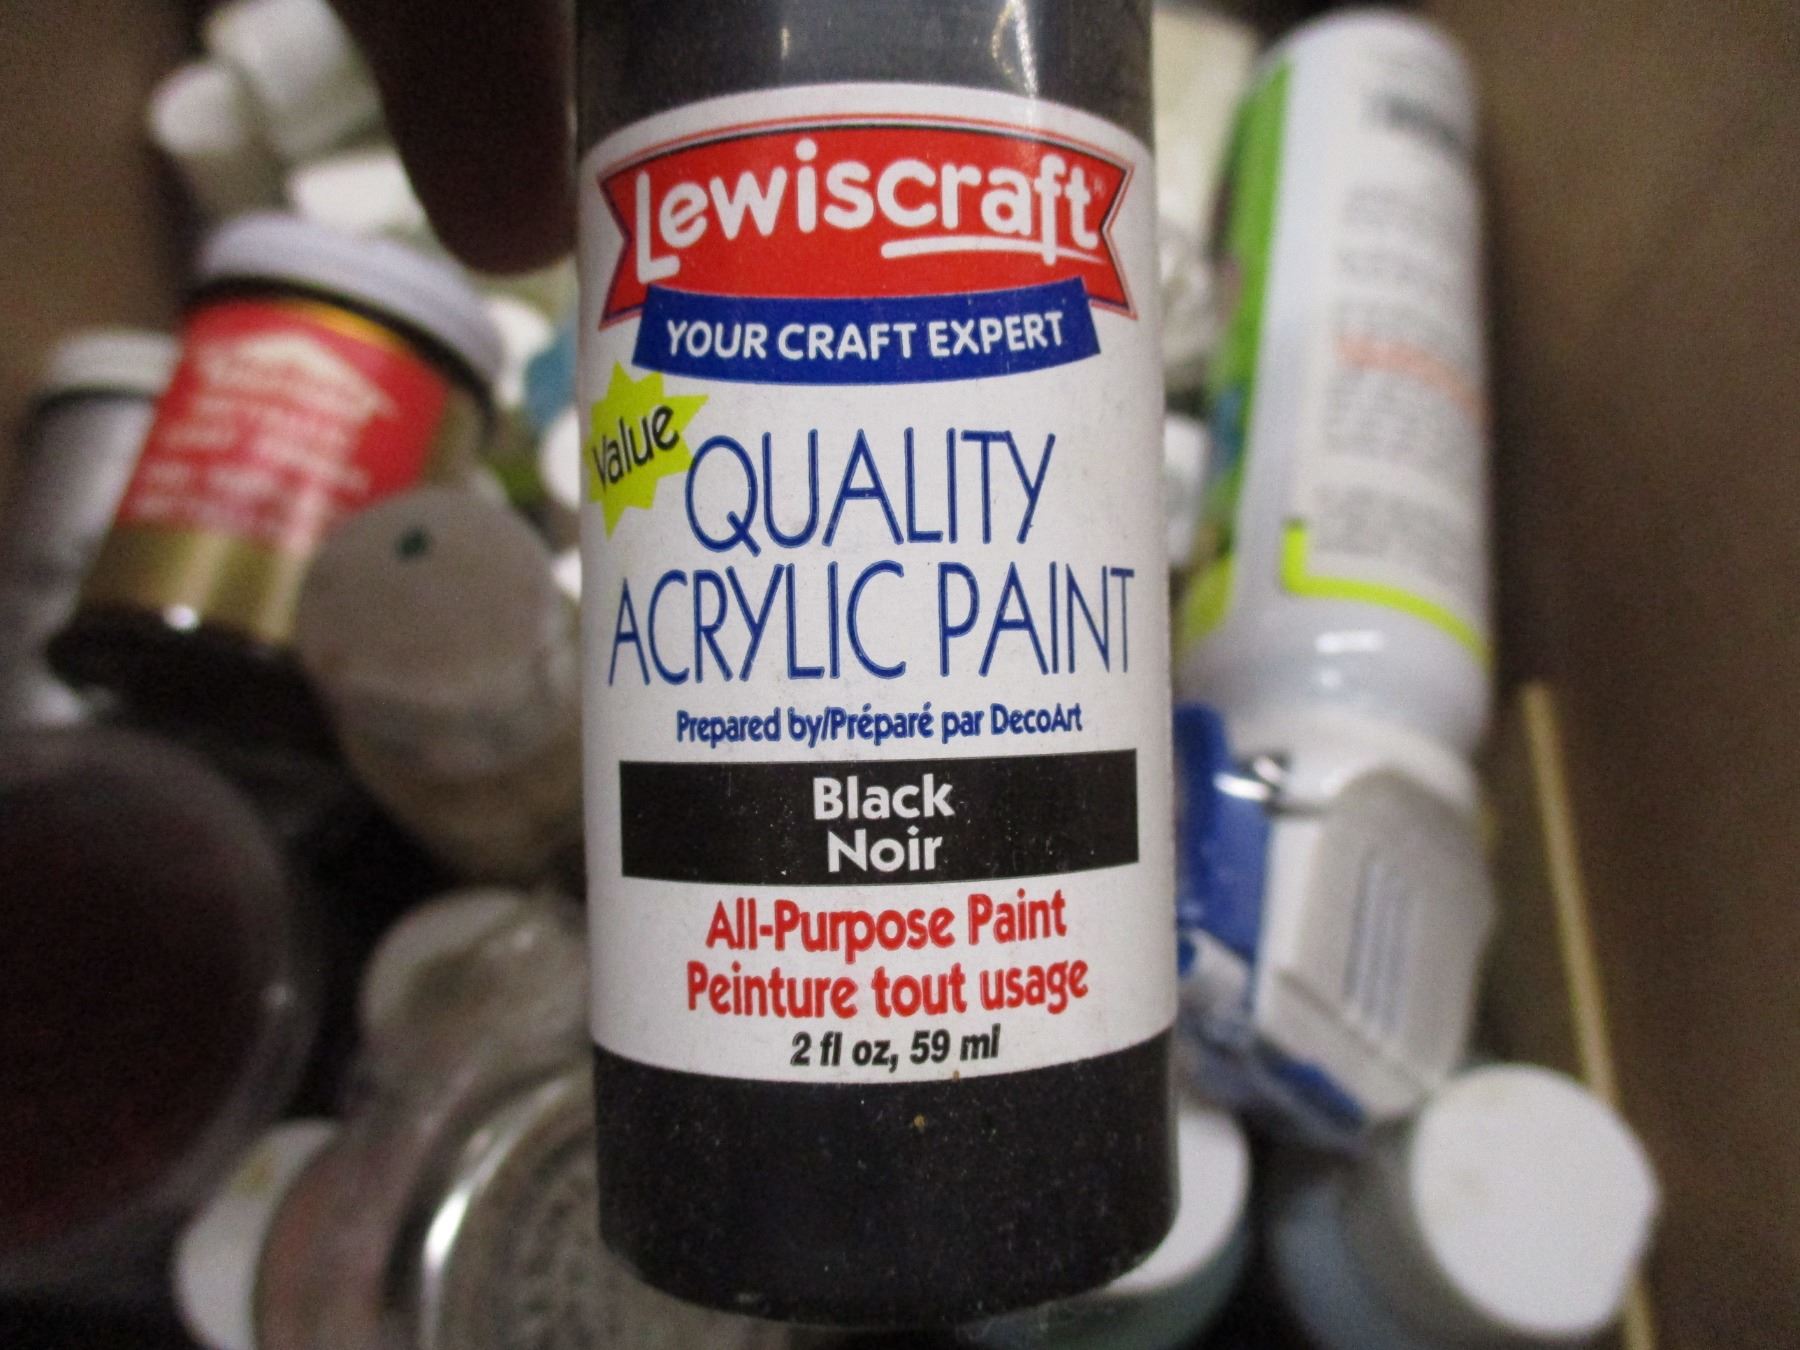 Lewiscraft
YOUR CRAFT EXPERT
Value
QUALITY
ACRYLIC PAINT
Prepared by/Préparé par DecoArt
Black
Noir
All-Purpose Paint
Peinture tout usage
2 fl oz, 59 ml